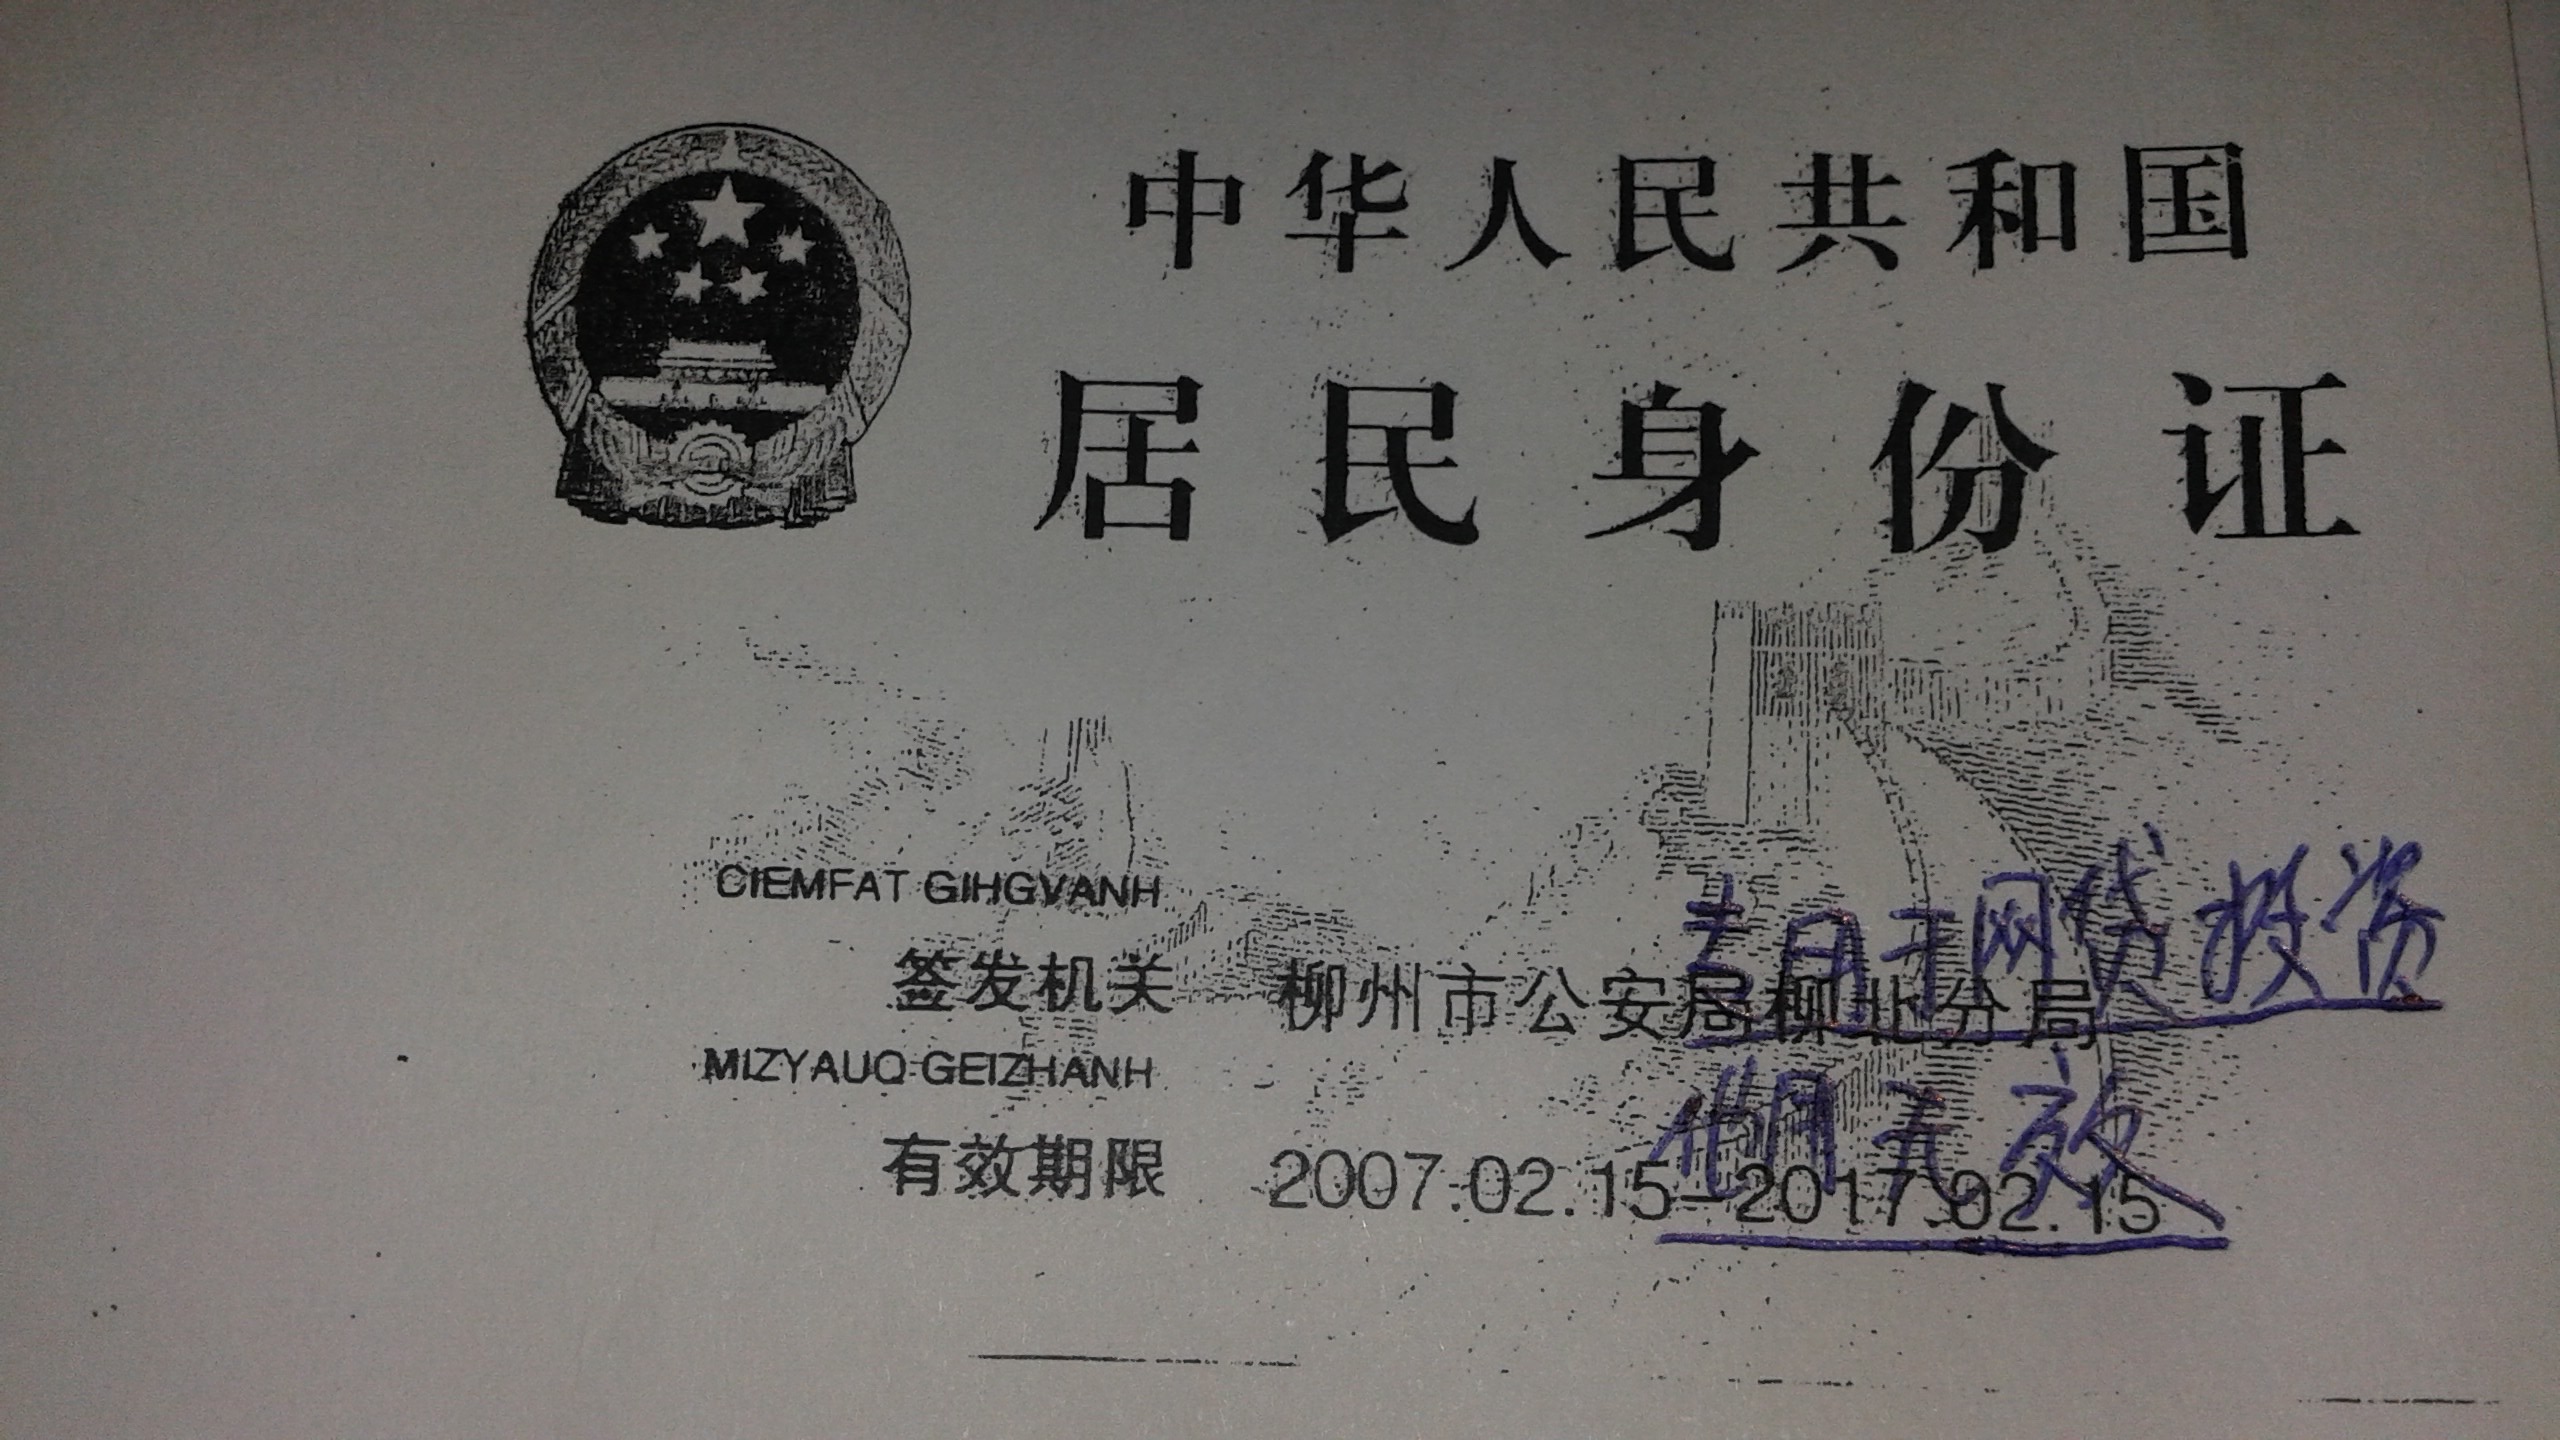 中华人民共和国
居民身份证
CIEMFAT GIHGVANH
专用于网贷投资
签发机关 柳州市公安局柳北分局
MIZYAUQ GEIZHANH
他用无效
有效期限 2007.02.15-2017.02.15